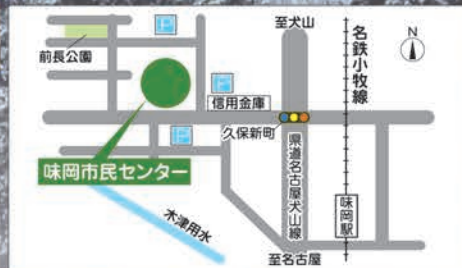 至犬山
P
前長公園
名鉄小牧線
N
P
信用金庫
久保新町
P
味岡市民センター
県道名古屋犬山線
味岡駅
木津用水
至名古屋